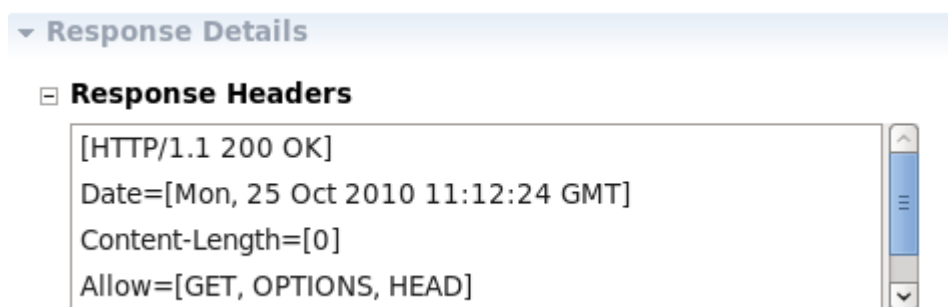 Response Details
Response Headers
[HTTP/1.1 200 OK]
Date=[Mon, 25 Oct 2010 11:12:24 GMT]
Content-Length=[0]
Allow=[GET, OPTIONS, HEAD]